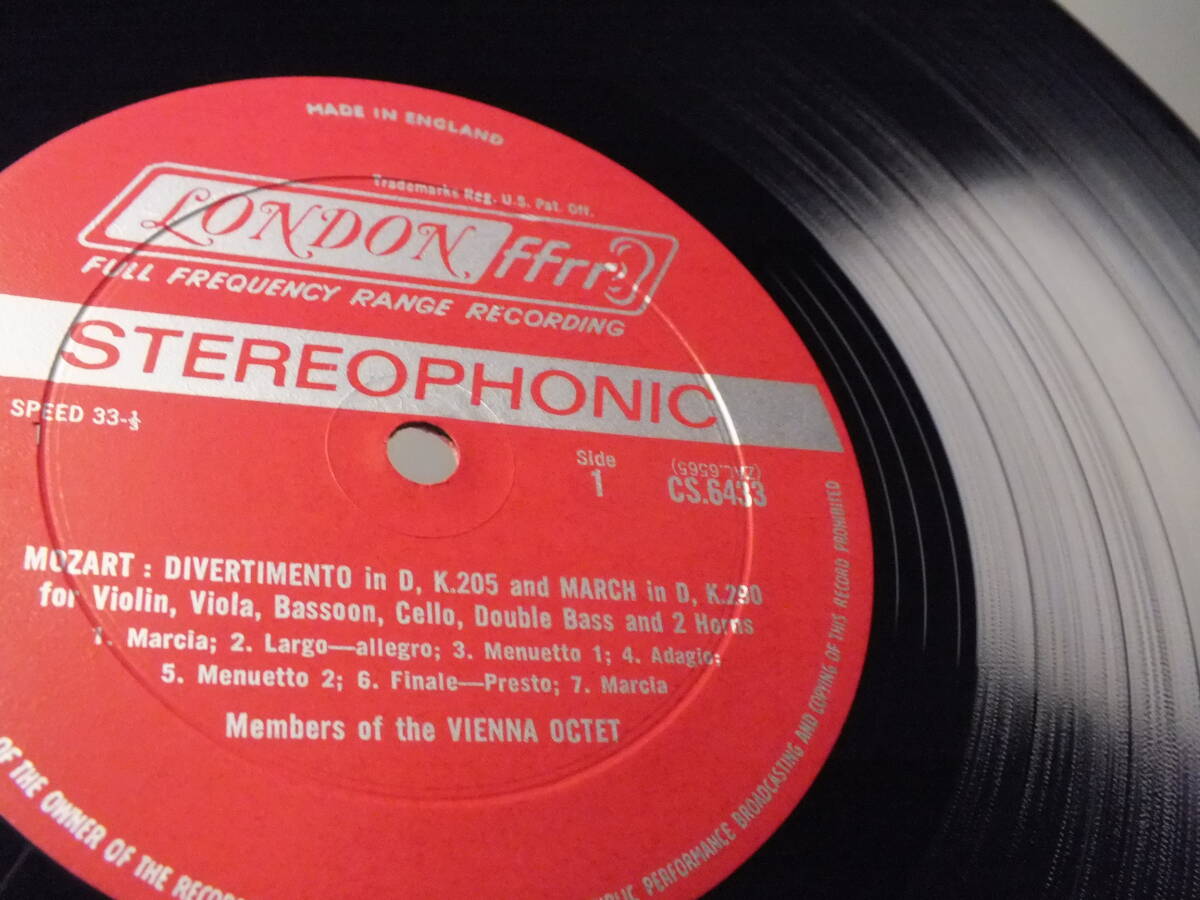 MADE IN ENGLAND
Trademarks Reg. U.S. Pat. Off.
LONDON ffrr
FULL FREQUENCY RANGE RECORDING
STEREOPHONIC
SPEED 33-⅓
Side
1
(ZAL.6565)
CS.6433
MOZART : DIVERTIMENTO in D, K.205 and MARCH in D, K.290
for Violin, Viola, Bassoon, Cello, Double Bass and 2 Horns
1. Marcia; 2. Largo—allegro; 3. Menuetto 1; 4. Adagio;
5. Menuetto 2; 6. Finale—Presto; 7. Marcia
Members of the VIENNA OCTET
OF THE OWNER OF THE
PERFORMANCE BROADCASTING AND COPYING OF THIS RECORD PROHIBITED